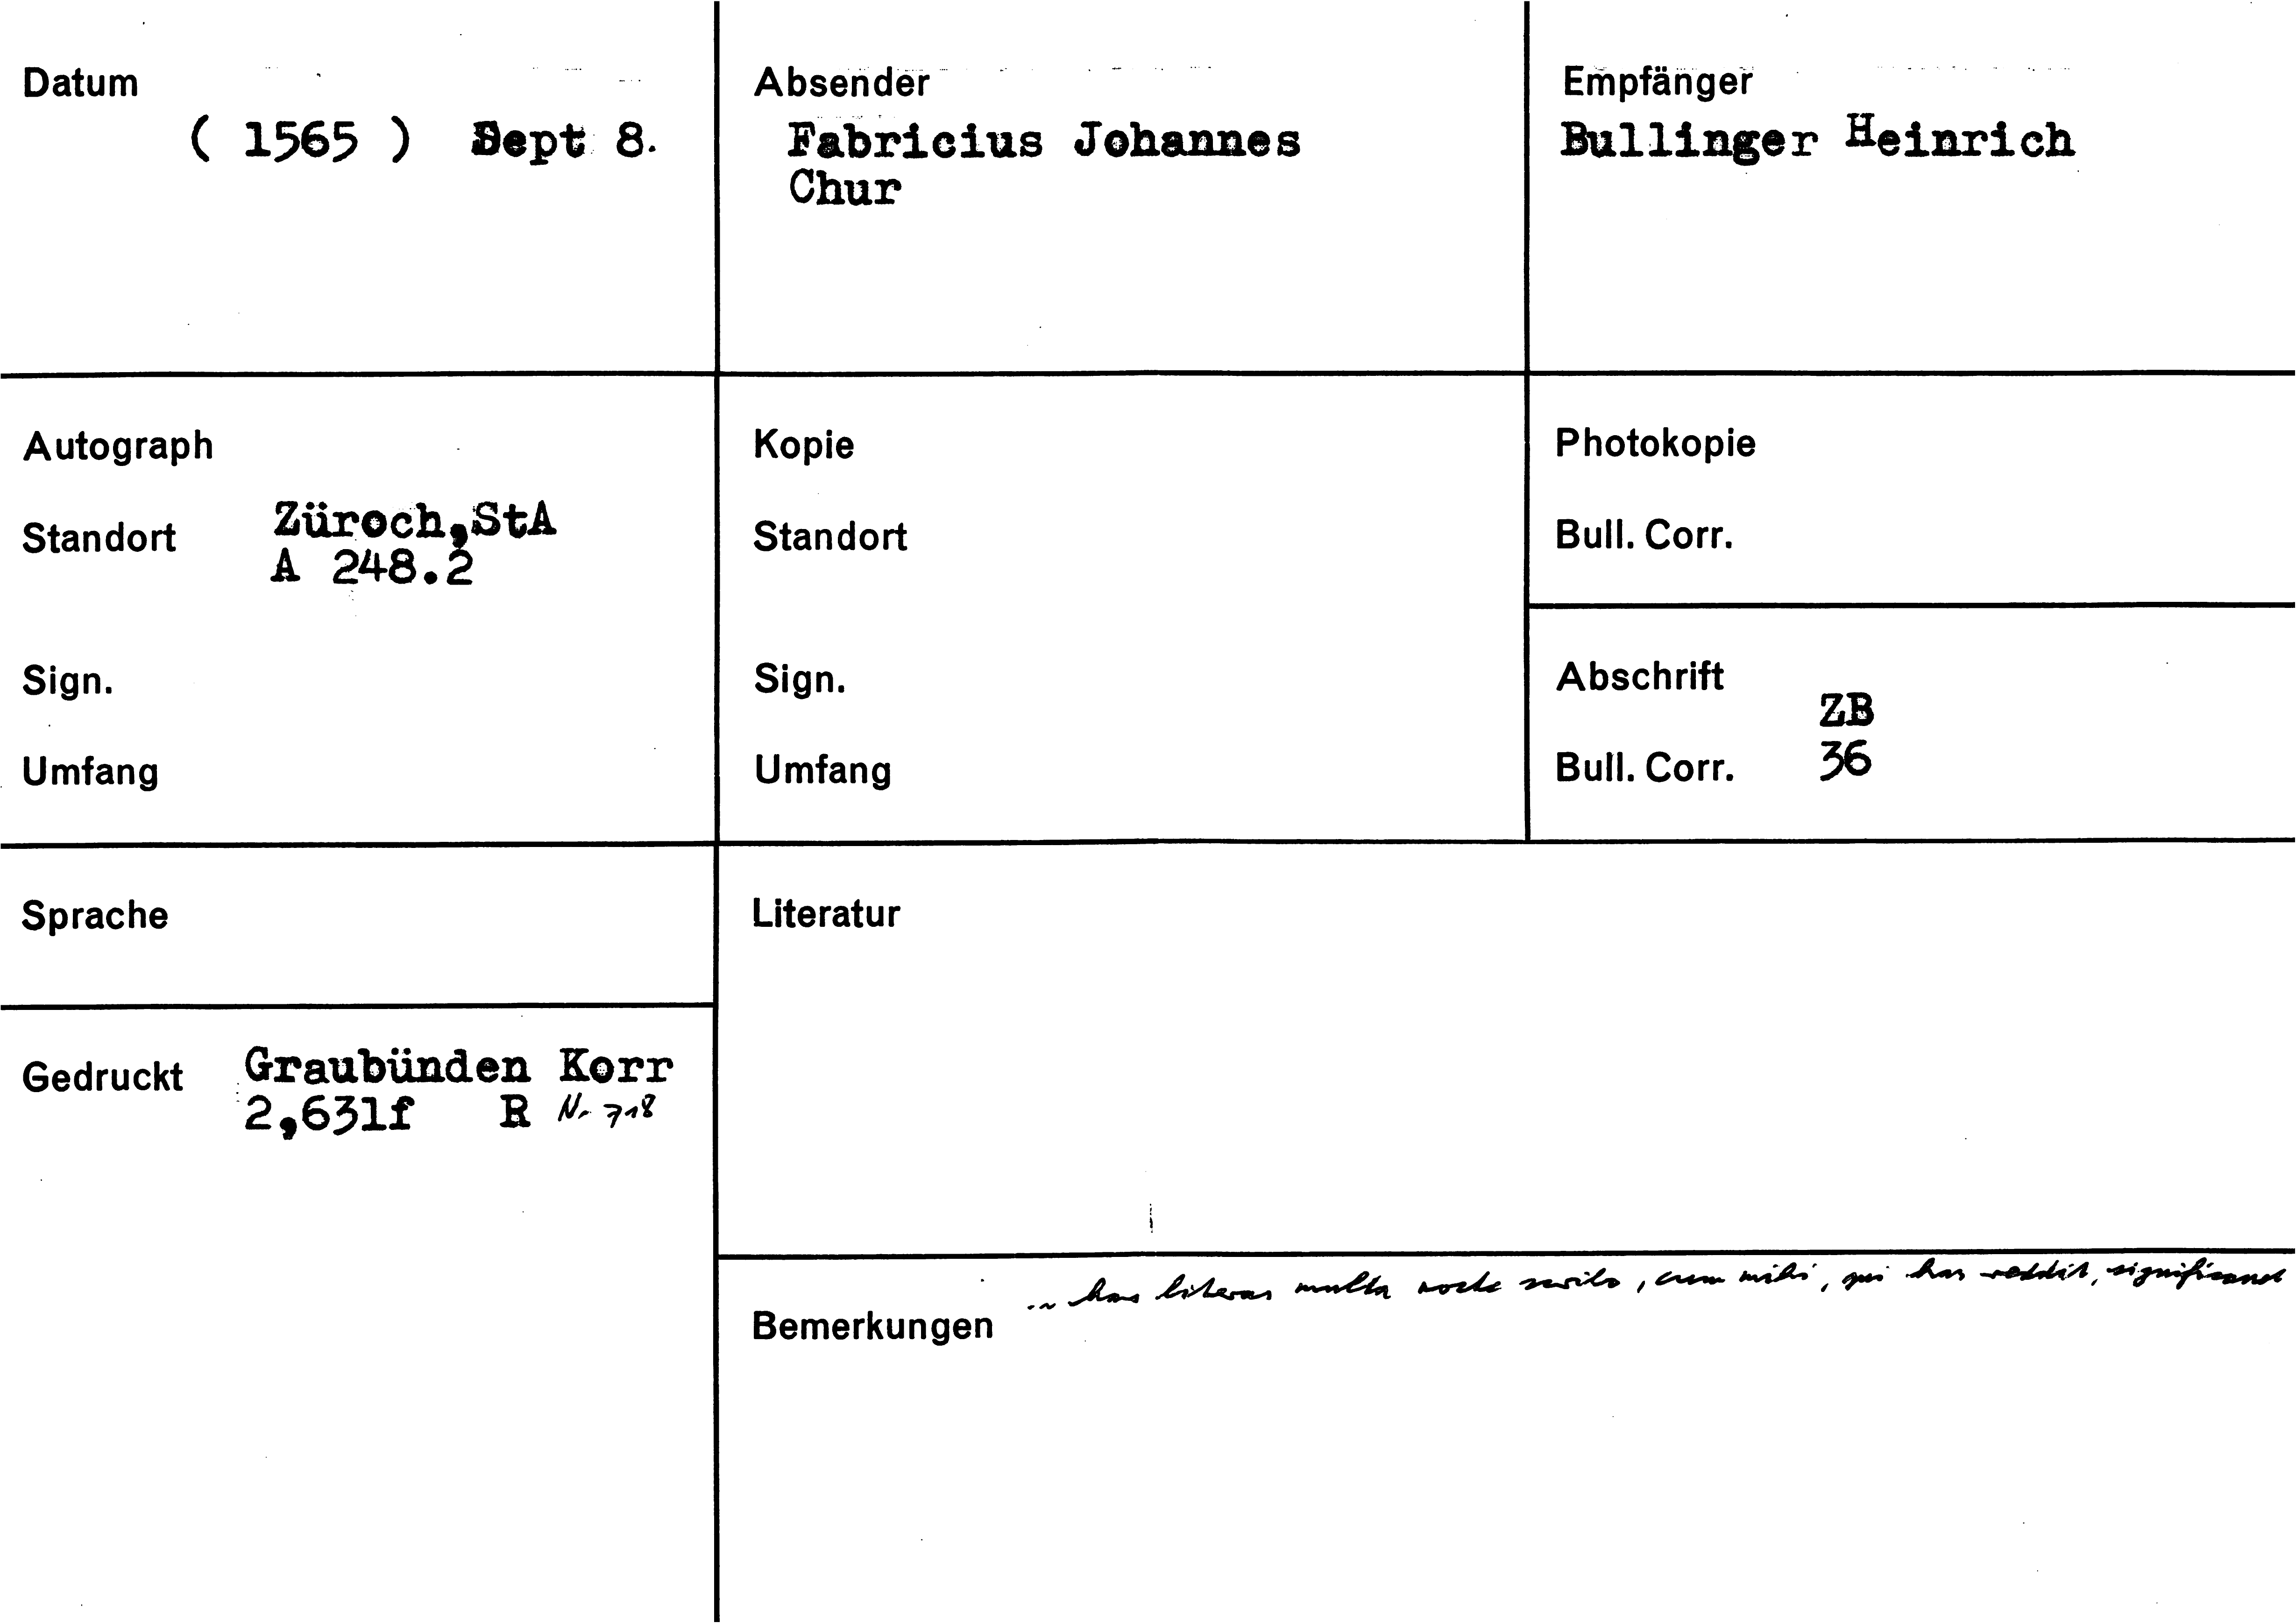 Datum
( 1565 ) Sept 8.
Absender
Fabricius Johannes
Chur
Empfänger
Bullinger Heinrich
Autograph
Standort Züroch,StA
A 248.2
Sign.
Umfang
Kopie
Standort
Sign.
Umfang
Photokopie
Bull. Corr.
Abschrift ZB
Bull. Corr. 36
Sprache
Gedruckt Graubünden Korr
2,631f R Nr 718
Literatur
Bemerkungen
... has literas multa nocte scribo, cum mihi, qui has reddit,